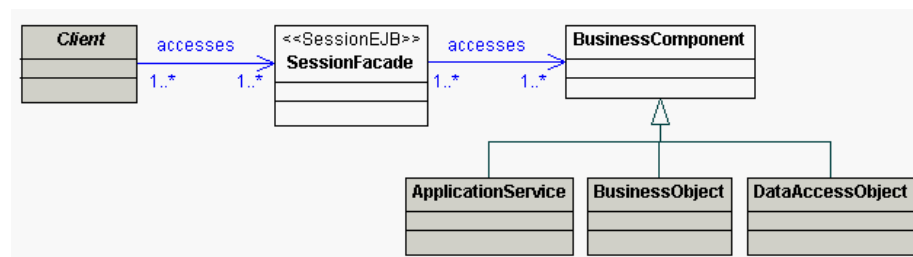 Client
accesses
1..*
1..*
<<SessionEJB>>
SessionFacade
accesses
1..*
1..*
BusinessComponent
ApplicationService
BusinessObject
DataAccessObject